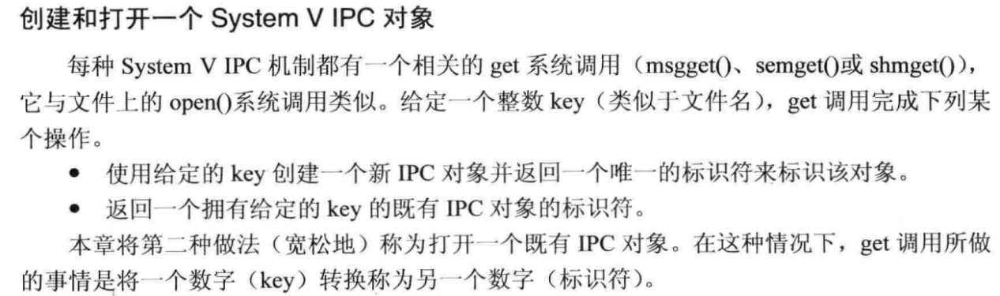 创建和打开一个 System V IPC 对象
每种 System V IPC 机制都有一个相关的 get 系统调用（msgget()、semget()或 shmget()），
它与文件上的 open()系统调用类似。给定一个整数 key（类似于文件名），get 调用完成下列某
个操作。
● 使用给定的 key 创建一个新 IPC 对象并返回一个唯一的标识符来标识该对象。
● 返回一个拥有给定的 key 的既有 IPC 对象的标识符。
本章将第二种做法（宽松地）称为打开一个既有 IPC 对象。在这种情况下，get 调用所做
的事情是将一个数字（key）转换称为另一个数字（标识符）。